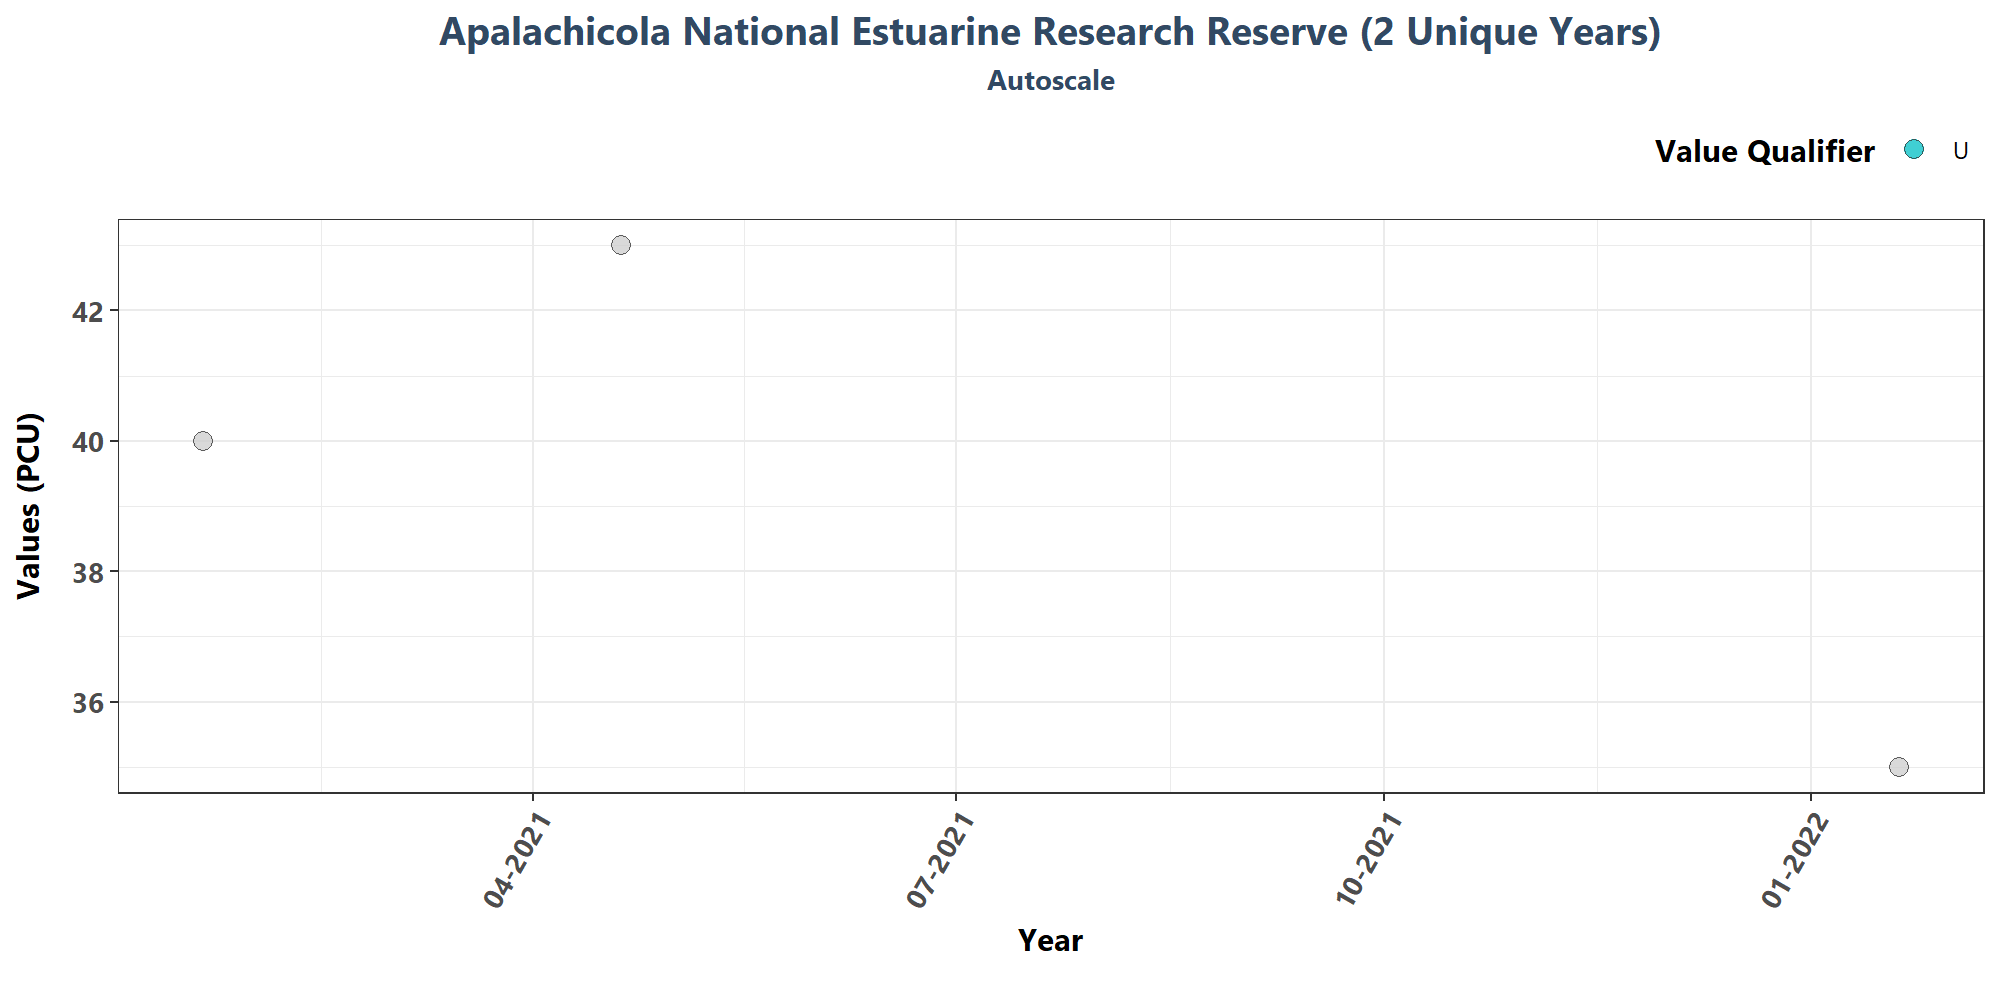 Apalachicola National Estuarine Research Reserve (2 Unique Years)
Autoscale
Value Qualifier U
Values (PCU)
42
40
38
36
04-2021 07-2021 10-2021 01-2022
Year